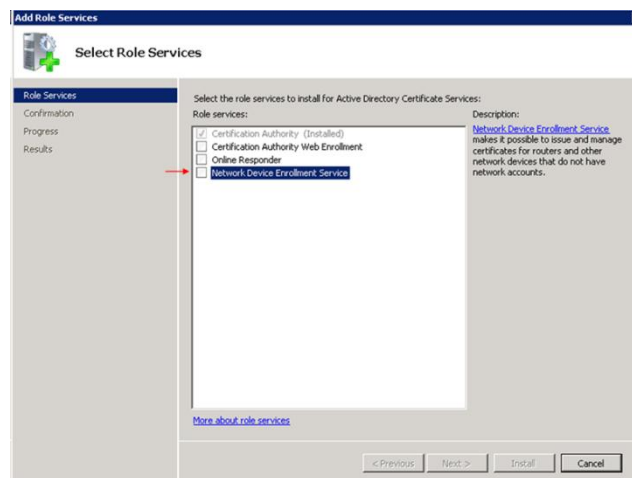 Add Role Services
Select Role Services
Role Services
Confirmation
Progress
Results
Select the role services to install for Active Directory Certificate Services:
Role services:
Certification Authority (Installed)
Certification Authority Web Enrollment
Online Responder
Network Device Enrollment Service
Description:
Network Device Enrollment Service
makes it possible to issue and manage
certificates for routers and other
network devices that do not have
network accounts.
More about role services
< Previous
Next >
Install
Cancel